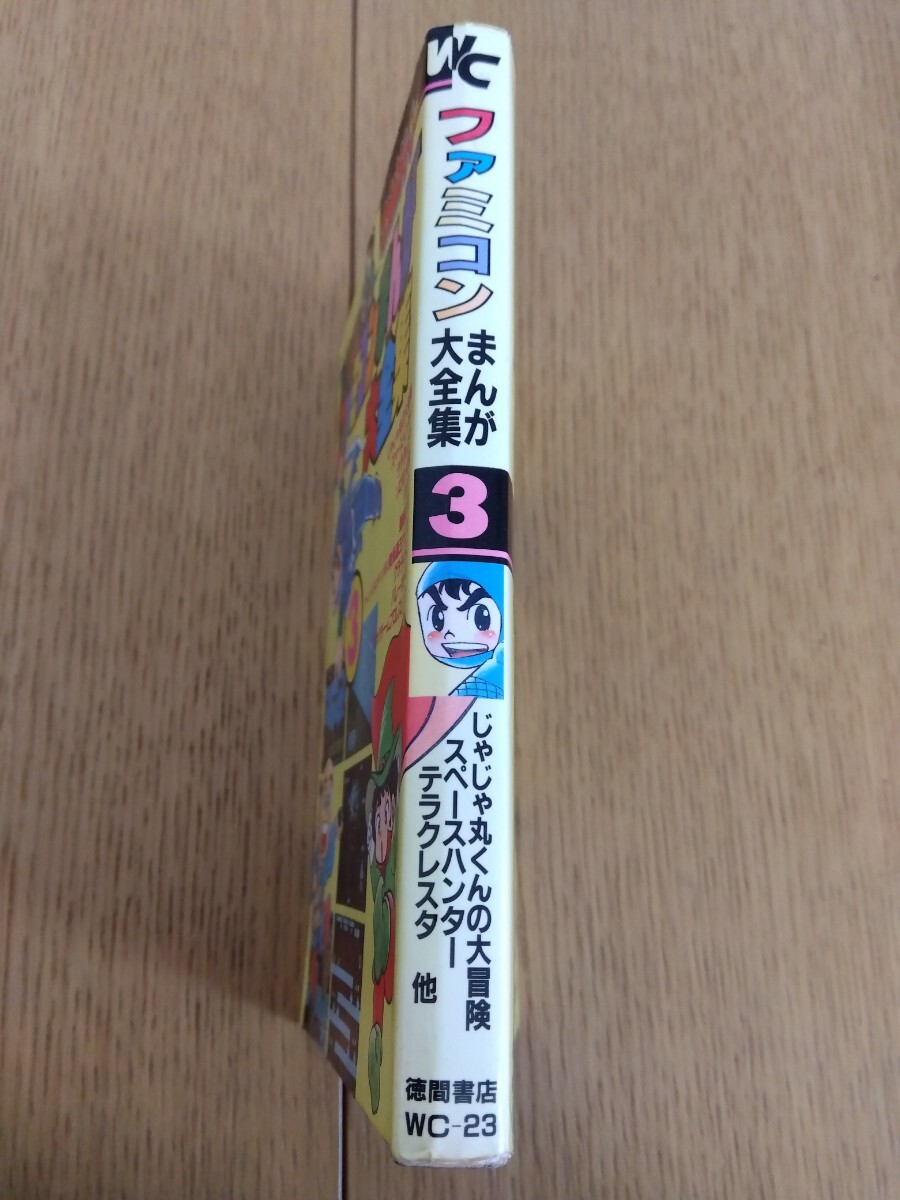 WC
ファミコン
まんが
大全集
3
じゃじゃ丸くんの大冒険
スペースハンター
テラクレスタ 他
徳間書店
WC-23